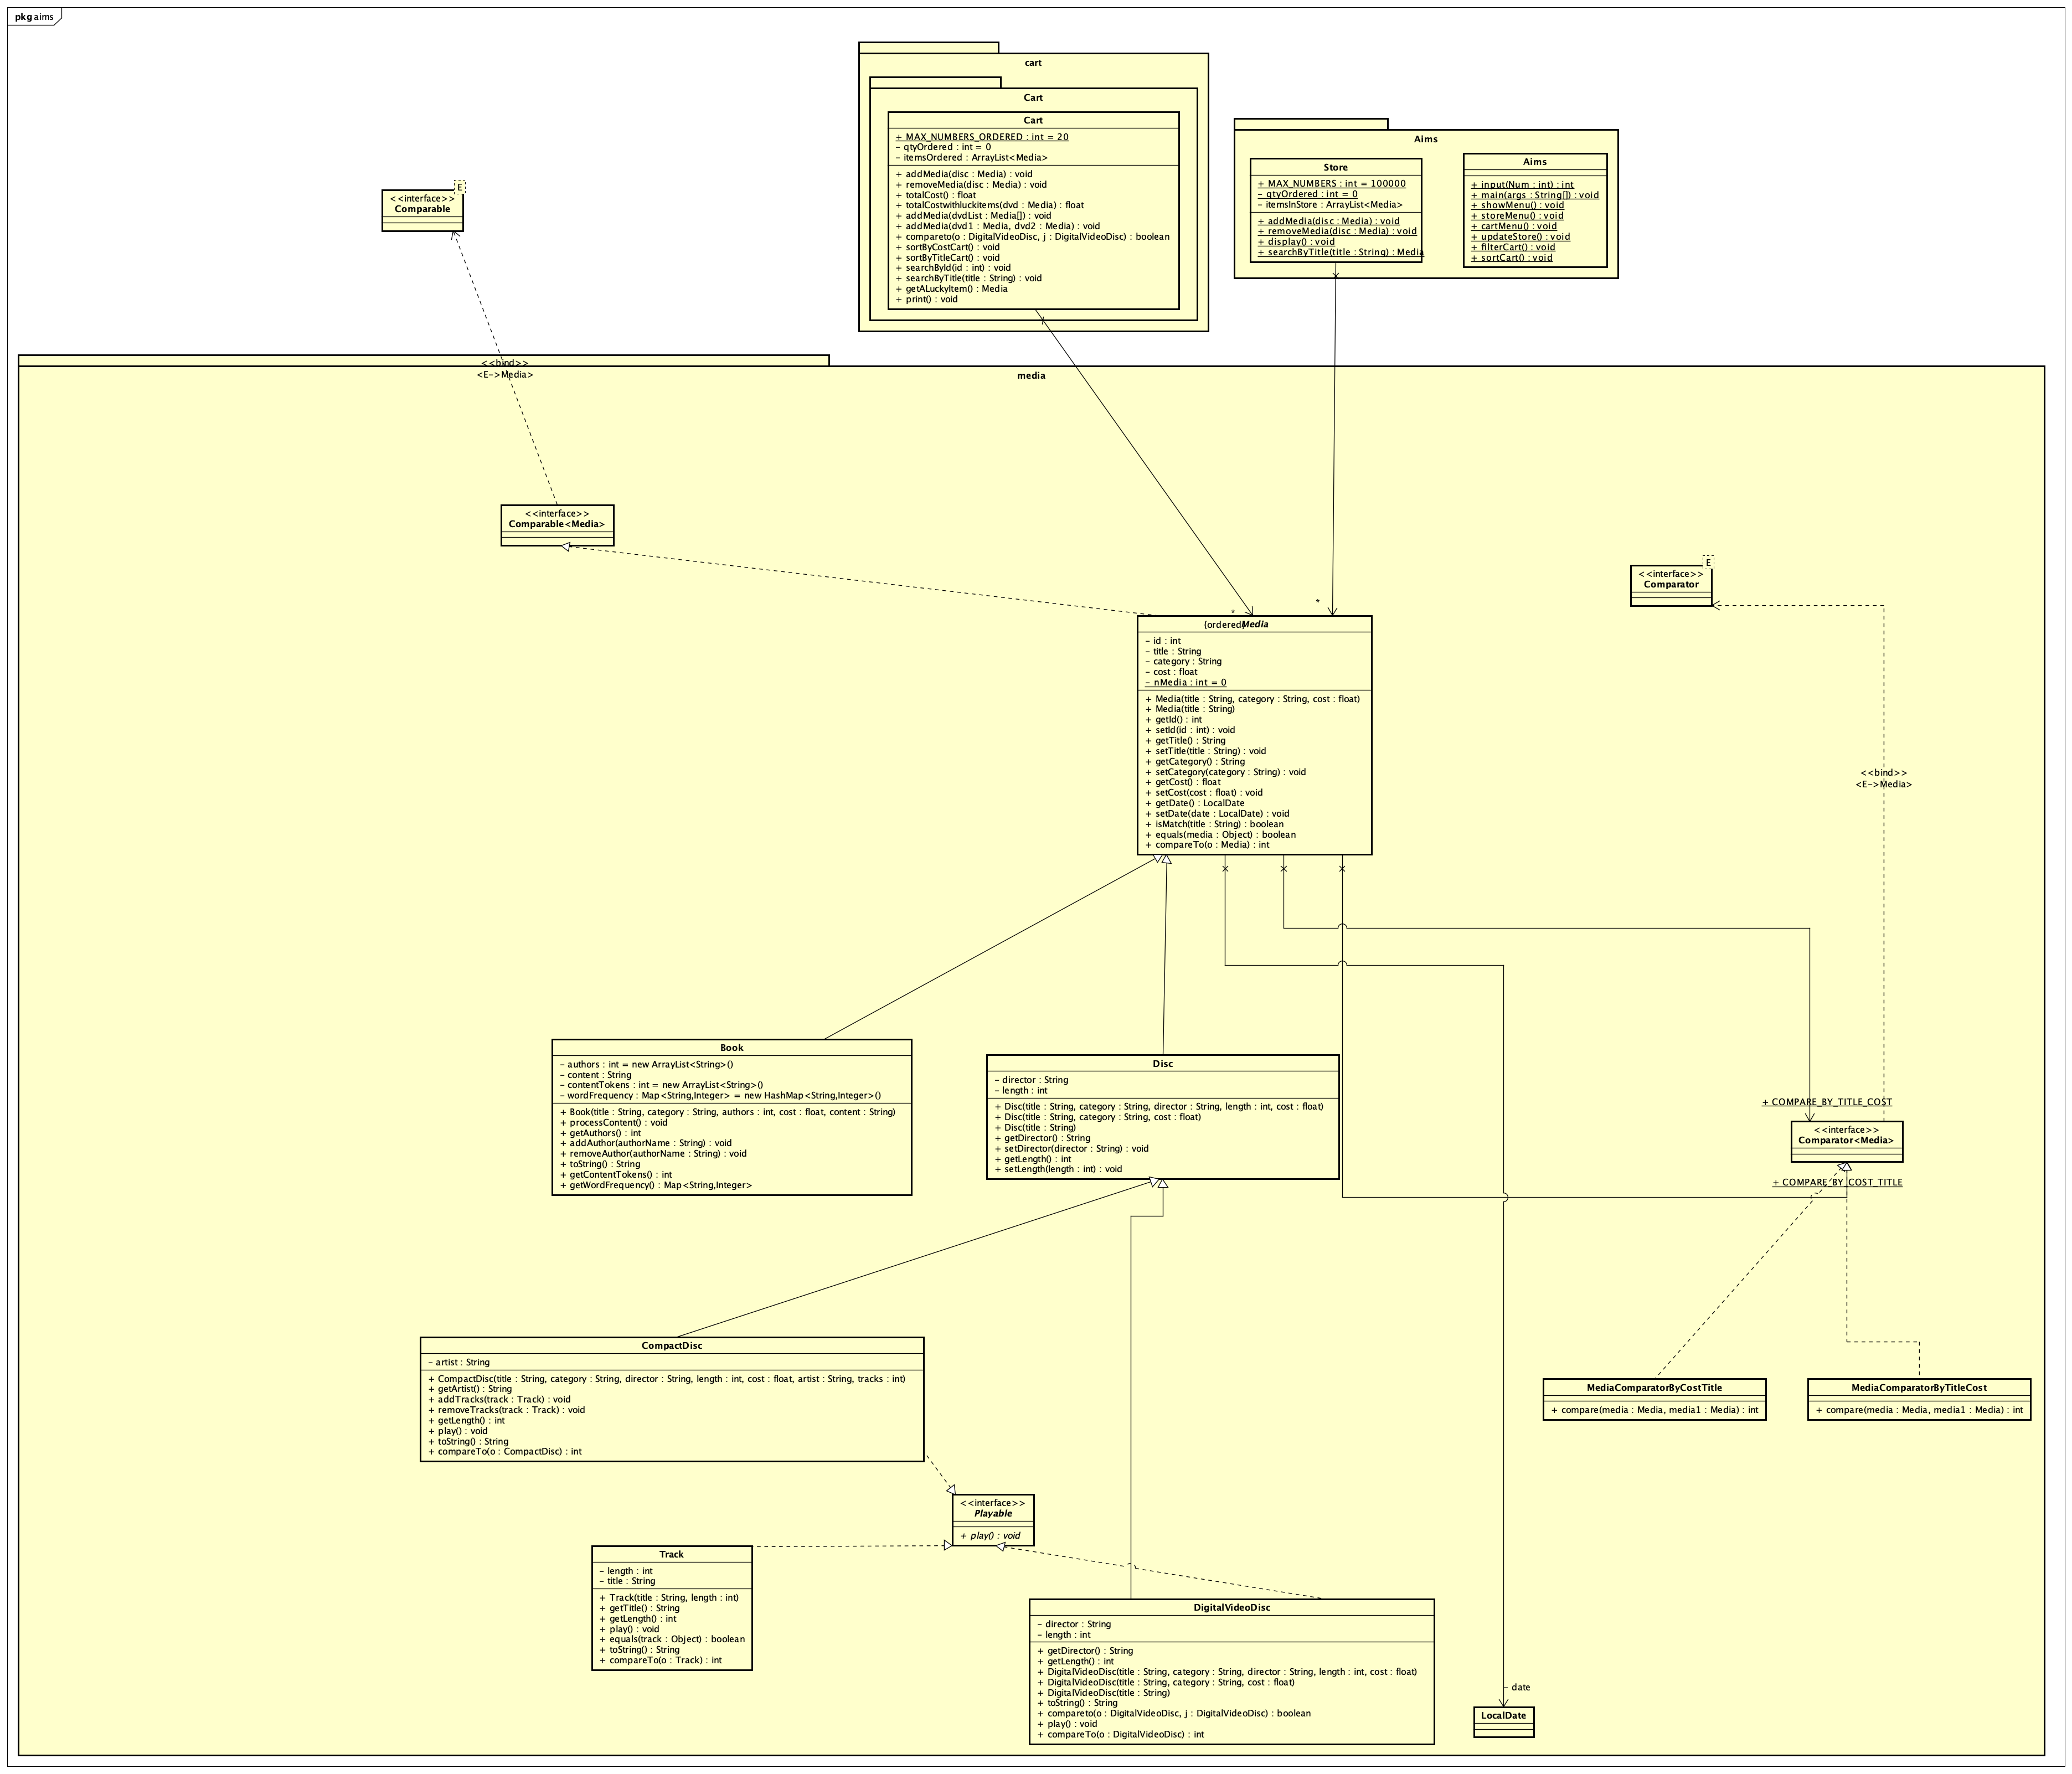 pkg aims
cart
Cart
Cart
+ MAX_NUMBERS_ORDERED : int = 20
- qtyOrdered : int = 0
- itemsOrdered : ArrayList<Media>
+ addMedia(disc : Media) : void
+ removeMedia(disc : Media) : void
+ totalCost() : float
+ totalCostwithluckitems(dvd : Media) : float
+ addMedia(dvdList : Media[]) : void
+ addMedia(dvd1 : Media, dvd2 : Media) : void
+ compareto(o : DigitalVideoDisc, j : DigitalVideoDisc) : boolean
+ sortByCostCart() : void
+ sortByTitleCart() : void
+ searchById(id : int) : void
+ searchByTitle(title : String) : void
+ getALuckyItem() : Media
+ print() : void
Aims
Store
+ MAX_NUMBERS : int = 100000
- qtyOrdered : int = 0
- itemsInStore : ArrayList<Media>
+ addMedia(disc : Media) : void
+ removeMedia(disc : Media) : void
+ display() : void
+ searchByTitle(title : String) : Media
Aims
+ input(Num : int) : int
+ main(args : String[]) : void
+ showMenu() : void
+ storeMenu() : void
+ cartMenu() : void
+ updateStore() : void
+ filterCart() : void
+ sortCart() : void
E
<<interface>>
Comparable
<<bind>>
<E->Media>
media
<<interface>>
Comparable<Media>
E
<<interface>>
Comparator
*
*
{ordered}
Media
- id : int
- title : String
- category : String
- cost : float
- nMedia : int = 0
+ Media(title : String, category : String, cost : float)
+ Media(title : String)
+ getId() : int
+ setId(id : int) : void
+ getTitle() : String
+ setTitle(title : String) : void
+ getCategory() : String
+ setCategory(category : String) : void
+ getCost() : float
+ setCost(cost : float) : void
+ getDate() : LocalDate
+ setDate(date : LocalDate) : void
+ isMatch(title : String) : boolean
+ equals(media : Object) : boolean
+ compareTo(o : Media) : int
<<bind>>
<E->Media>
Book
- authors : int = new ArrayList<String>()
- content : String
- contentTokens : int = new ArrayList<String>()
- wordFrequency : Map<String,Integer> = new HashMap<String,Integer>()
+ Book(title : String, category : String, authors : int, cost : float, content : String)
+ processContent() : void
+ getAuthors() : int
+ addAuthor(authorName : String) : void
+ removeAuthor(authorName : String) : void
+ toString() : String
+ getContentTokens() : int
+ getWordFrequency() : Map<String,Integer>
Disc
- director : String
- length : int
+ Disc(title : String, category : String, director : String, length : int, cost : float)
+ Disc(title : String, category : String, cost : float)
+ Disc(title : String)
+ getDirector() : String
+ setDirector(director : String) : void
+ getLength() : int
+ setLength(length : int) : void
+ COMPARE_BY_TITLE_COST
<<interface>>
Comparator<Media>
+ COMPARE_BY_COST_TITLE
CompactDisc
- artist : String
+ CompactDisc(title : String, category : String, director : String, length : int, cost : float, artist : String, tracks : int)
+ getArtist() : String
+ addTracks(track : Track) : void
+ removeTracks(track : Track) : void
+ getLength() : int
+ play() : void
+ toString() : String
+ compareTo(o : CompactDisc) : int
MediaComparatorByCostTitle
+ compare(media : Media, media1 : Media) : int
MediaComparatorByTitleCost
+ compare(media : Media, media1 : Media) : int
<<interface>>
Playable
+ play() : void
Track
- length : int
- title : String
+ Track(title : String, length : int)
+ getTitle() : String
+ getLength() : int
+ play() : void
+ equals(track : Object) : boolean
+ toString() : String
+ compareTo(o : Track) : int
DigitalVideoDisc
- director : String
- length : int
+ getDirector() : String
+ getLength() : int
+ DigitalVideoDisc(title : String, category : String, director : String, length : int, cost : float)
+ DigitalVideoDisc(title : String, category : String, cost : float)
+ DigitalVideoDisc(title : String)
+ toString() : String
+ compareto(o : DigitalVideoDisc, j : DigitalVideoDisc) : boolean
+ play() : void
+ compareTo(o : DigitalVideoDisc) : int
- date
LocalDate